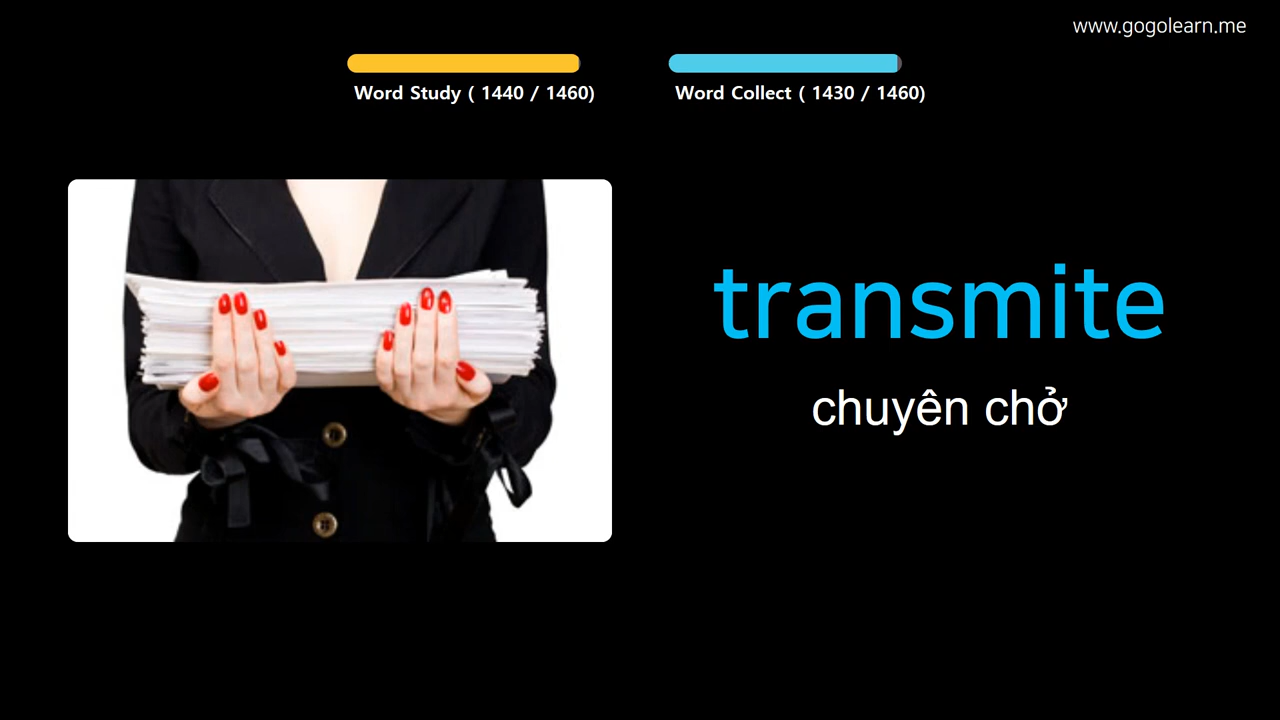 www.gogolearn.me
Word Study ( 1440 / 1460)
Word Collect ( 1430 / 1460)
transmite
chuyên chở